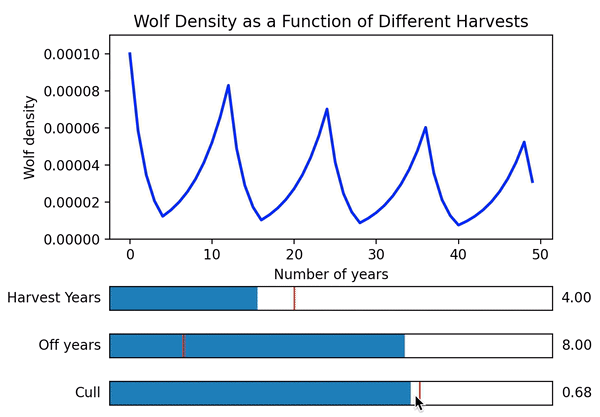 Wolf Density as a Function of Different Harvests
0.00010
0.00008
0.00006
0.00004
0.00002
0.00000
Wolf density
0 10 20 30 40 50
Number of years
Harvest Years 4.00
Off years 8.00
Cull 0.68